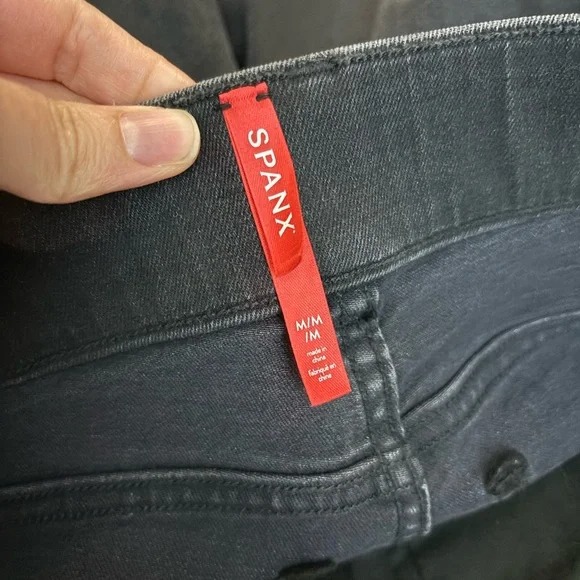 SPANX
M/M
/M
made in
china
fabriqué en
chine